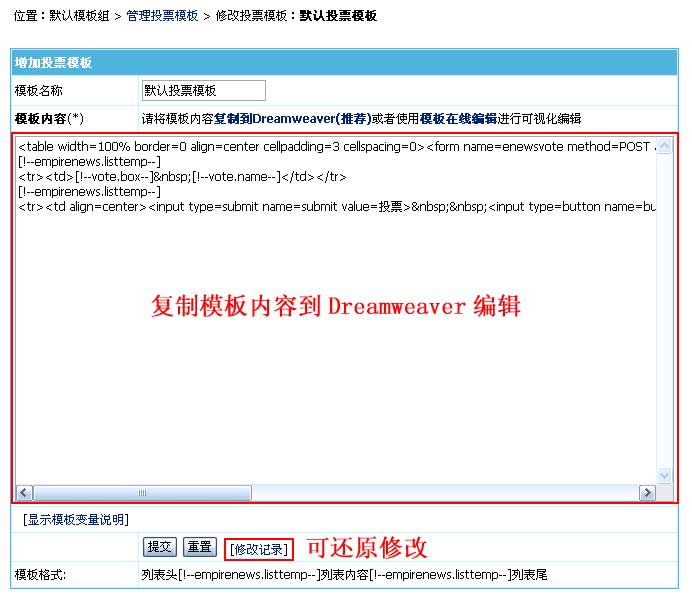 位置：默认模板组 > 管理投票模板 > 修改投票模板：默认投票模板
增加投票模板
模板名称 默认投票模板
模板内容(*) 请将模板内容复制到Dreamweaver(推荐)或者使用模板在线编辑进行可视化编辑
<table width=100% border=0 align=center cellpadding=3 cellspacing=0><form name=enewsvote method=POST
[!--empirenews.listtemp--]
<tr><td>[!--vote.box--]&nbsp;[!--vote.name--]</td></tr>
[!--empirenews.listtemp--]
<tr><td align=center><input type=submit name=submit value=投票>&nbsp;&nbsp;<input type=button name=bu
复制模板内容到 Dreamweaver 编辑
[显示模板变量说明]
提交 重置 [修改记录] 可还原修改
模板格式: 列表头[!--empirenews.listtemp--]列表内容[!--empirenews.listtemp--]列表尾